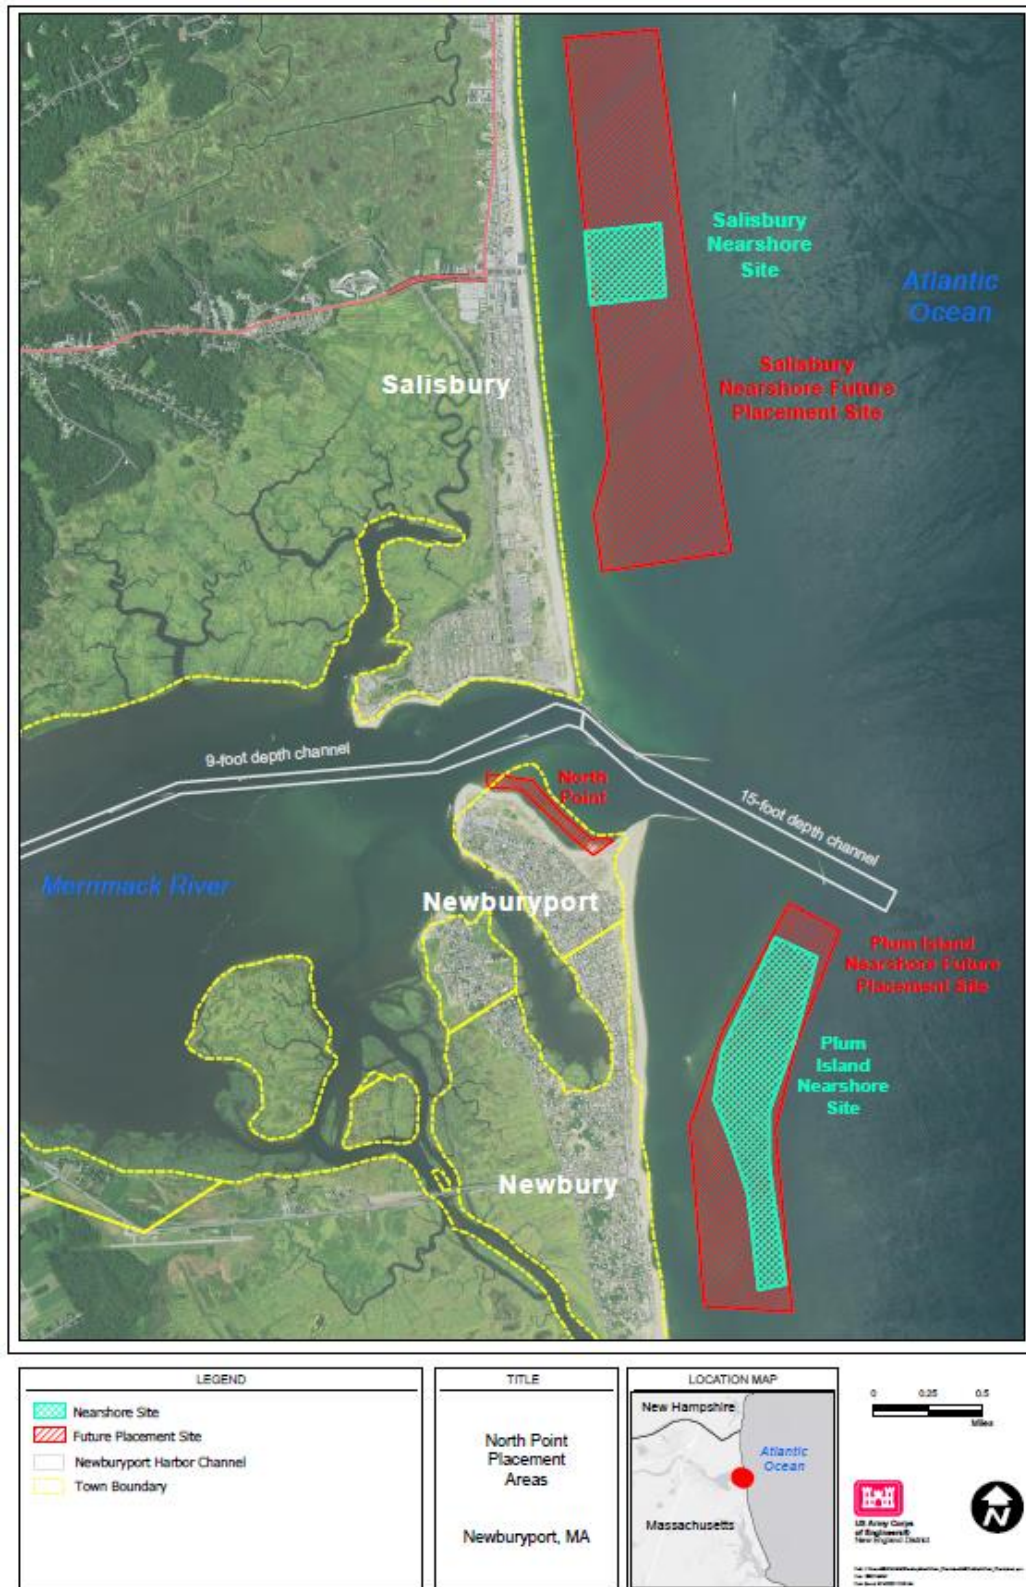 Salisbury
Nearshore
Site
Atlantic
Ocean
Salisbury
Nearshore Future
Placement Site
Salisbury
9-foot depth channel
North
Point
15-foot depth channel
Merrimack River
Newburyport
Plum Island
Nearshore Future
Placement Site
Plum
Island
Nearshore
Site
Newbury
LEGEND
Nearshore Site
Future Placement Site
Newburyport Harbor Channel
Town Boundary
TITLE
North Point
Placement
Areas
Newburyport, MA
LOCATION MAP
New Hampshire
Atlantic
Ocean
Massachusetts
0 0.25 0.5
Miles
US Army Corps
of Engineers®
New England District
N